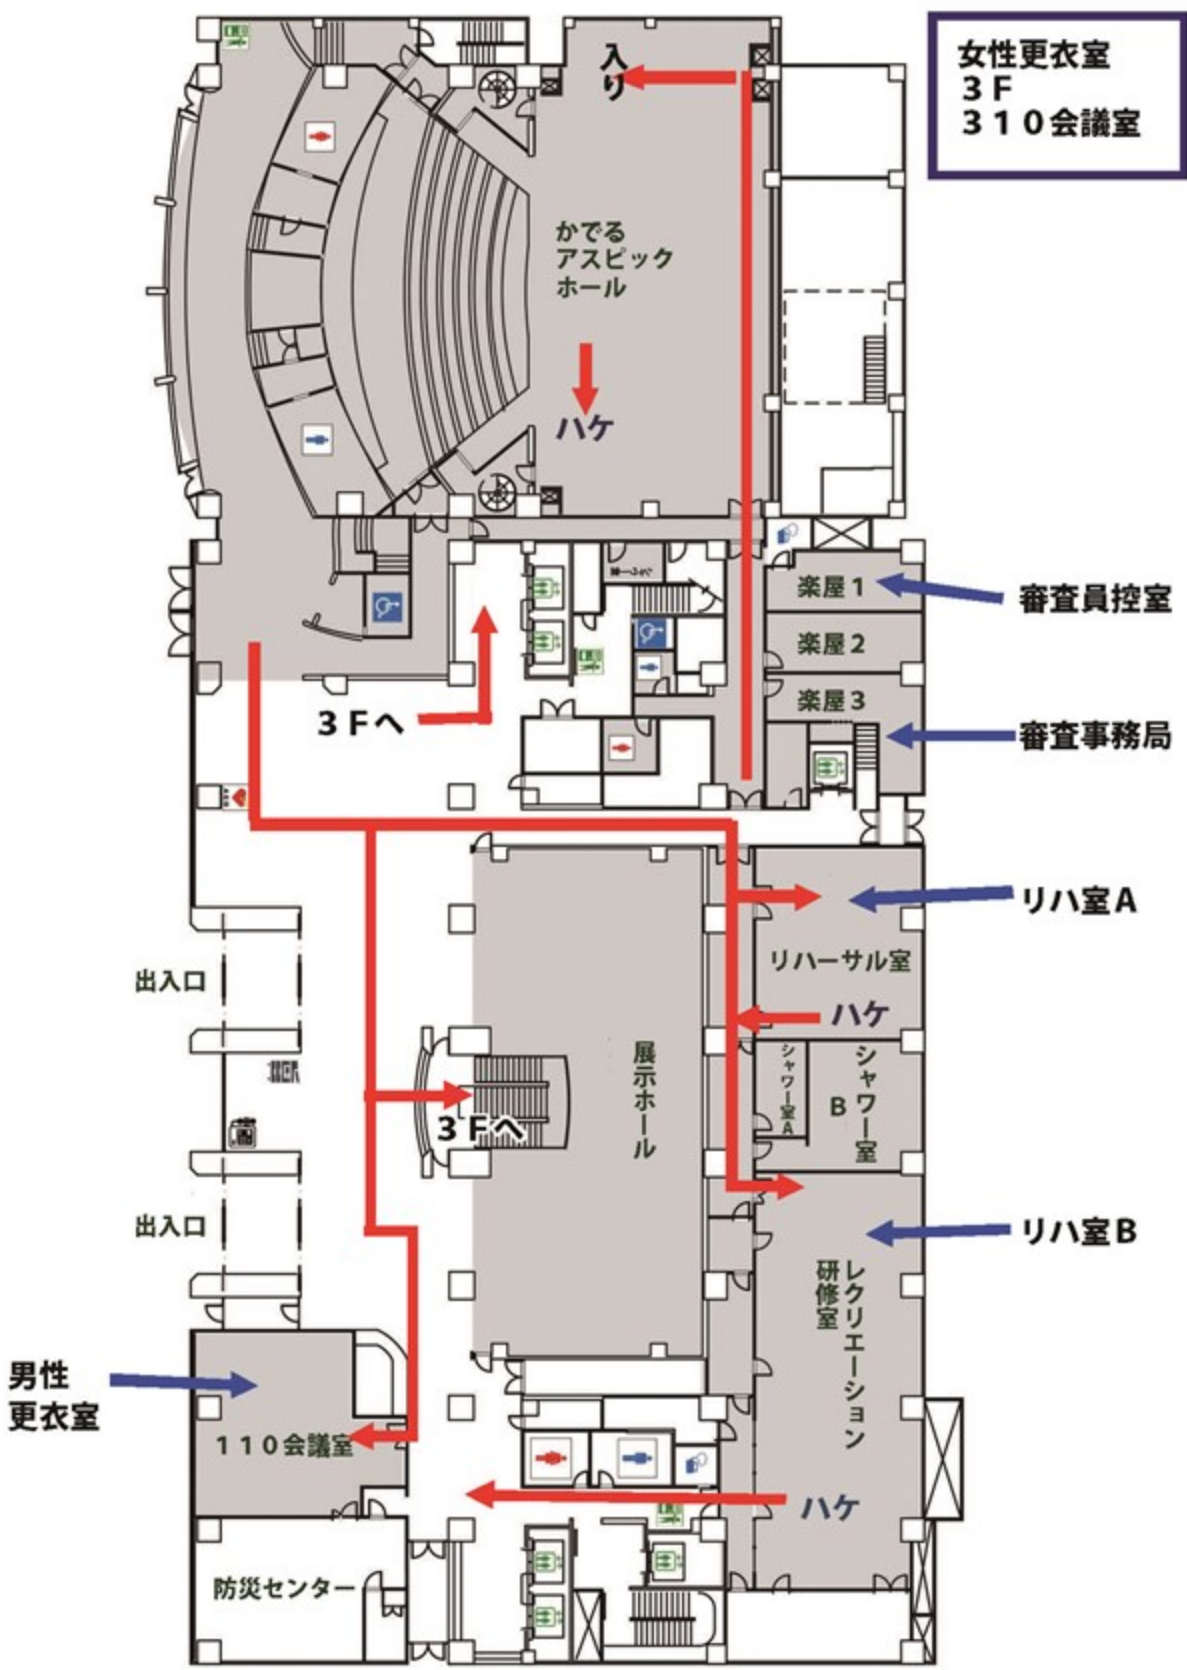 女性更衣室
３Ｆ
３１０会議室
入り
かでる
アスピック
ホール
ハケ
楽屋１
審査員控室
楽屋２
楽屋３
３Ｆへ
審査事務局
リハ室Ａ
リハーサル室
出入口
ハケ
展示ホール
シャワー室Ａ
シャワー室
Ｂ
３Ｆへ
出入口
リハ室Ｂ
レクリエーション
研修室
男性
更衣室
１１０会議室
ハケ
防災センター